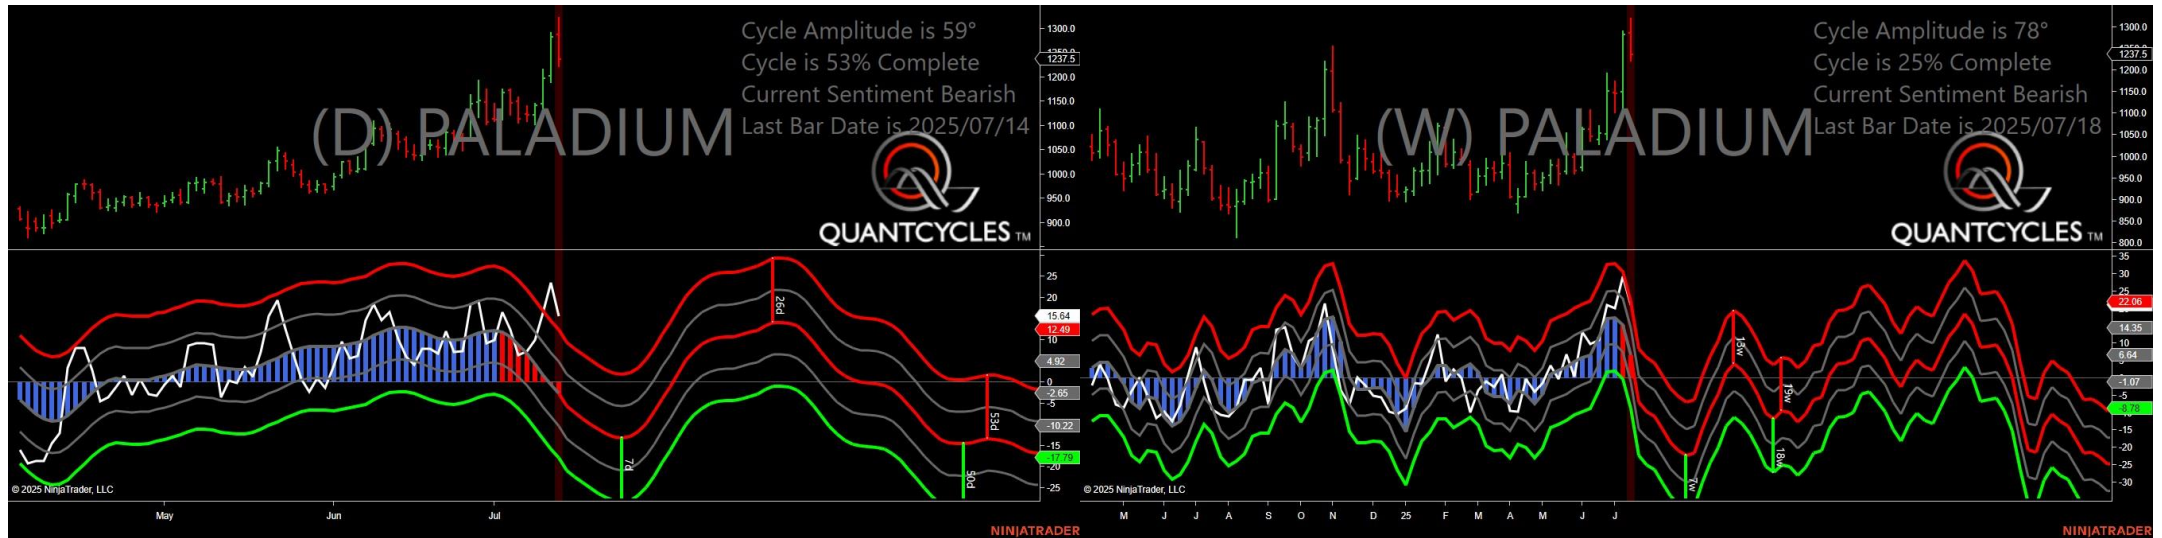 Cycle Amplitude is 59°
Cycle is 53% Complete
Current Sentiment Bearish
Last Bar Date is 2025/07/14
(D) PALADIUM
QUANTCYCLES TM
1300.0
1237.5
1200.0
1150.0
1100.0
1050.0
1000.0
950.0
900.0
25
20
15.64
12.49
10
4.92
0
-2.65
-5
-10.22
-15
-17.79
-20
-25
26d
53d
7d
50d
© 2025 NinjaTrader, LLC
May
Jun
Jul
NINJATRADER
Cycle Amplitude is 78°
Cycle is 25% Complete
Current Sentiment Bearish
Last Bar Date is 2025/07/18
(W) PALADIUM
QUANTCYCLES TM
1300.0
1237.5
1200.0
1150.0
1100.0
1050.0
1000.0
950.0
900.0
850.0
800.0
35
30
25
22.06
14.35
10
6.64
-1.07
-5
-8.78
-15
-20
-25
-30
19w
18w
7w
© 2025 NinjaTrader, LLC
M J J A S O N D 25 F M A M J J
NINJATRADER